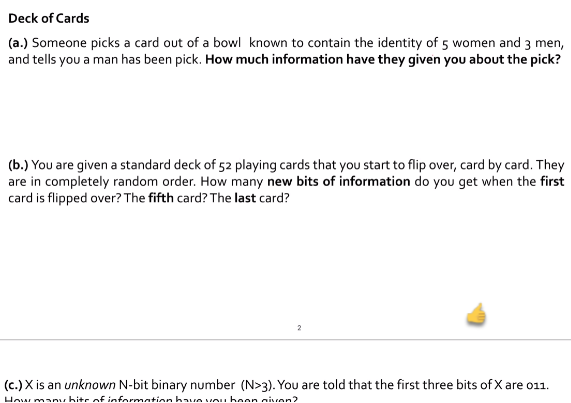 Deck of Cards
(a.) Someone picks a card out of a bowl known to contain the identity of 5 women and 3 men,
and tells you a man has been pick. How much information have they given you about the pick?
(b.) You are given a standard deck of 52 playing cards that you start to flip over, card by card. They
are in completely random order. How many new bits of information do you get when the first
card is flipped over? The fifth card? The last card?
2
(c.) X is an unknown N-bit binary number (N>3). You are told that the first three bits of X are 011.
How many bits of information have you been given?